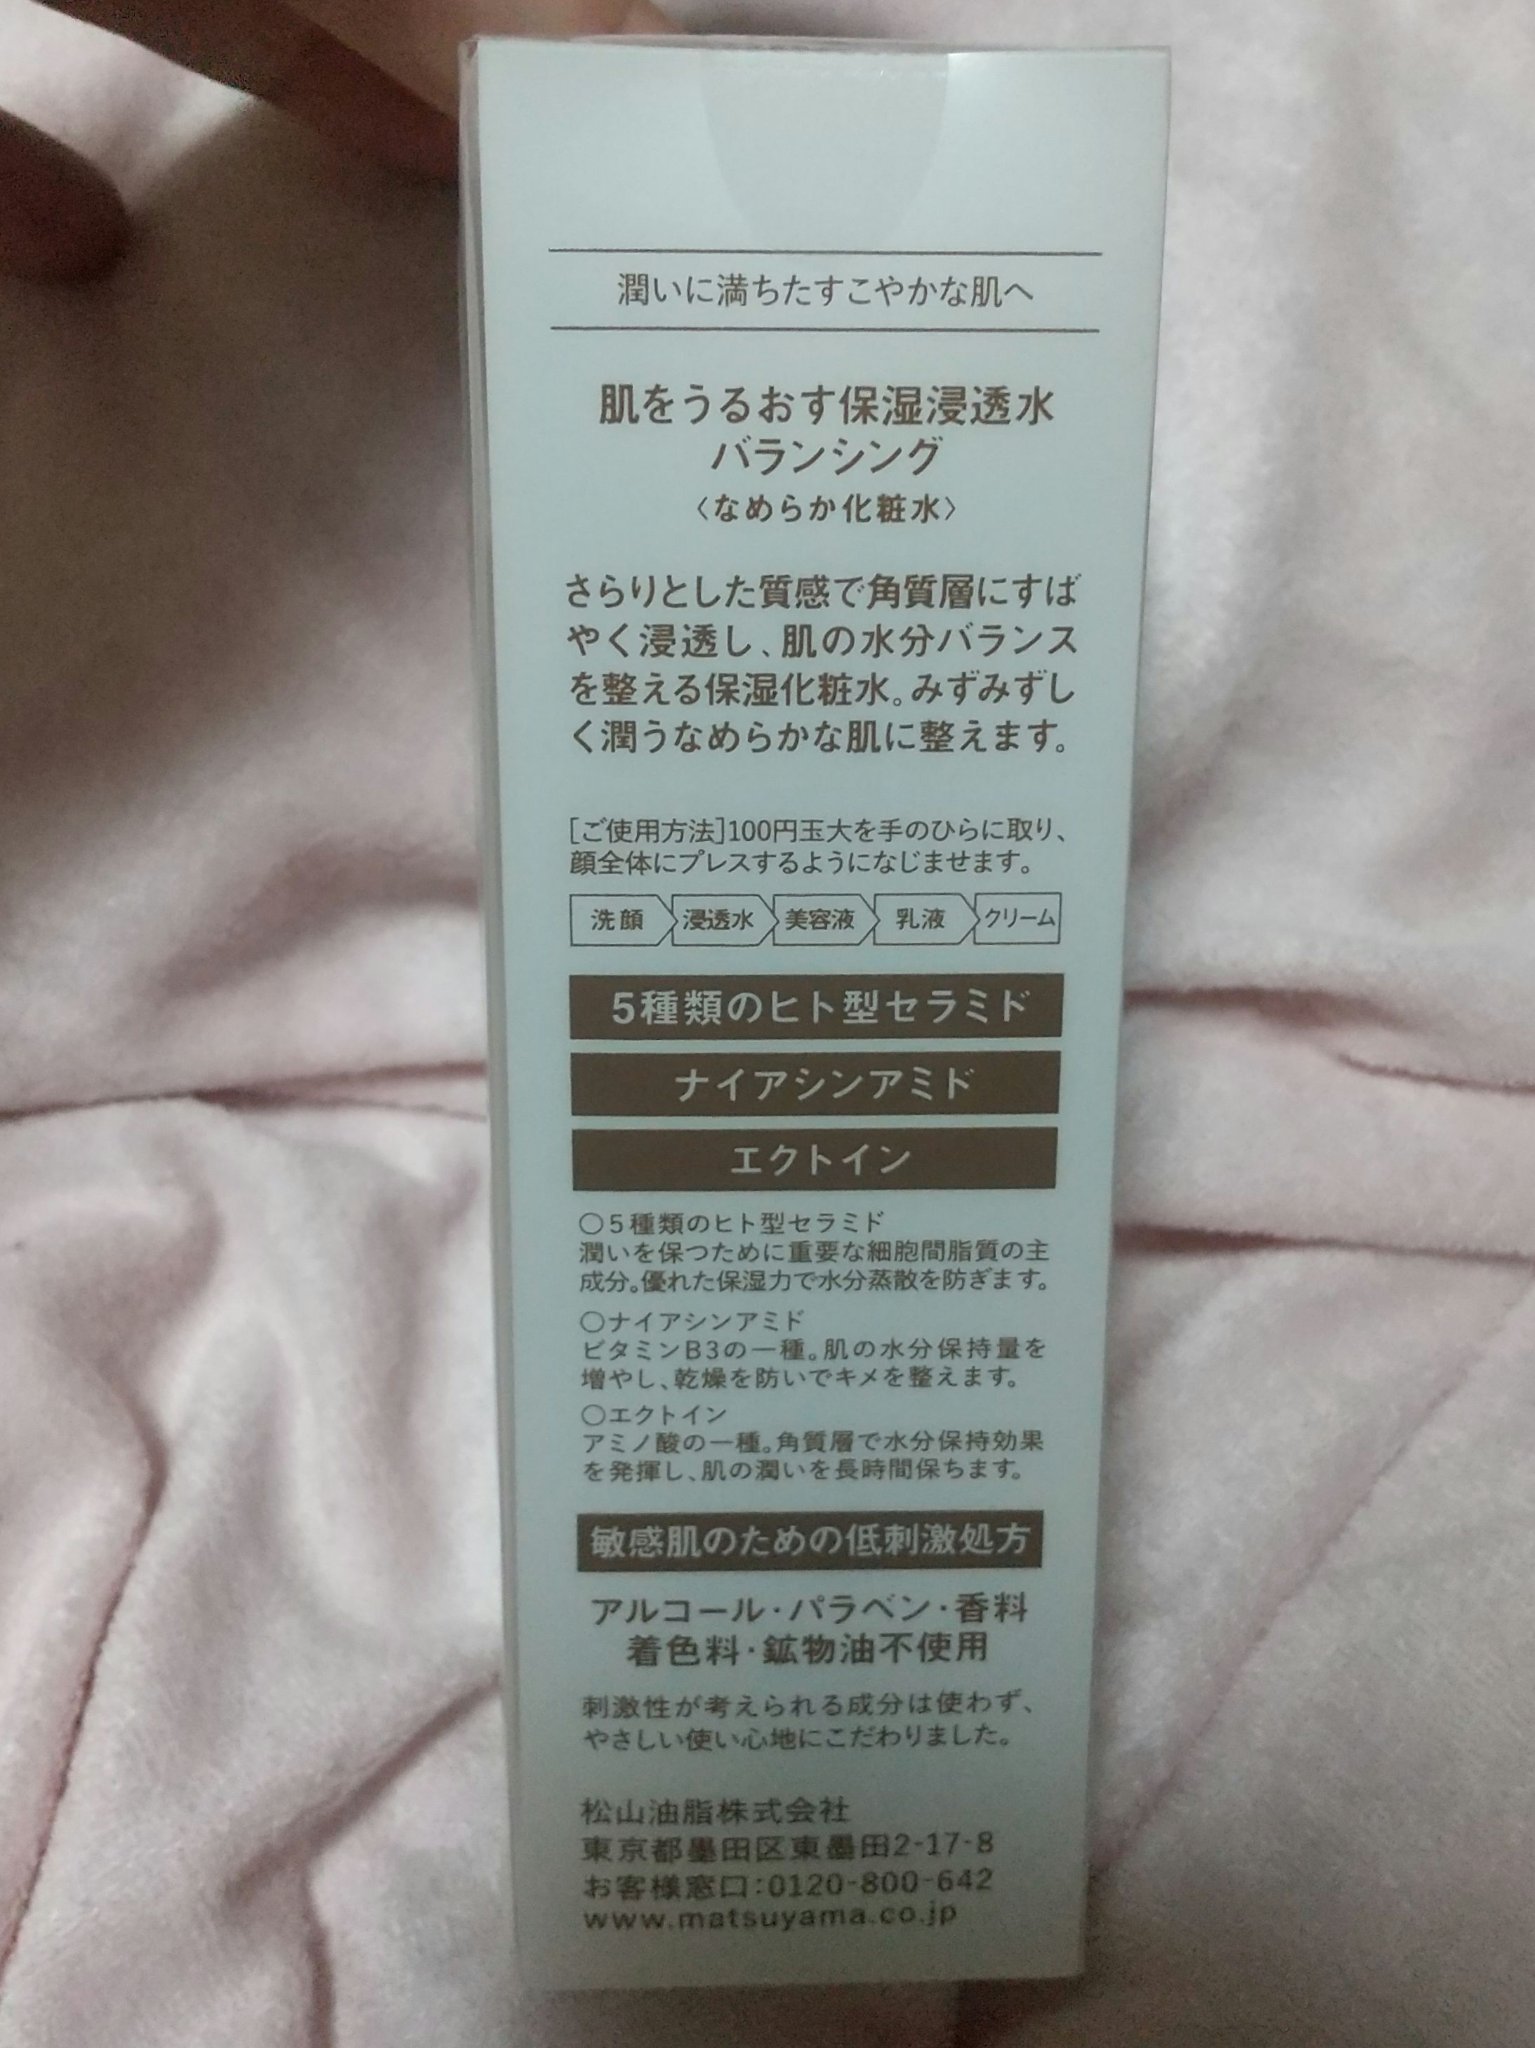 潤いに満ちたすこやかな肌へ
肌をうるおす保湿浸透水
バランシング
〈なめらか化粧水〉
さらりとした質感で角質層にすば
やく浸透し、肌の水分バランス
を整える保湿化粧水。みずみずし
く潤うなめらかな肌に整えます。
[ご使用方法]100円玉大を手のひらに取り、
顔全体にプレスするようになじませます。
洗顔 浸透水 美容液 乳液 クリーム
5種類のヒト型セラミド
ナイアシンアミド
エクトイン
○5種類のヒト型セラミド
潤いを保つために重要な細胞間脂質の主
成分。優れた保湿力で水分蒸散を防ぎます。
○ナイアシンアミド
ビタミンB3の一種。肌の水分保持量を
増やし、乾燥を防いでキメを整えます。
○エクトイン
アミノ酸の一種。角質層で水分保持効果
を発揮し、肌の潤いを長時間保ちます。
敏感肌のための低刺激処方
アルコール・パラベン・香料
着色料・鉱物油不使用
刺激性が考えられる成分は使わず、
やさしい使い心地にこだわりました。
松山油脂株式会社
東京都墨田区東墨田2-17-8
お客様窓口:0120-800-642
www.matsuyama.co.jp